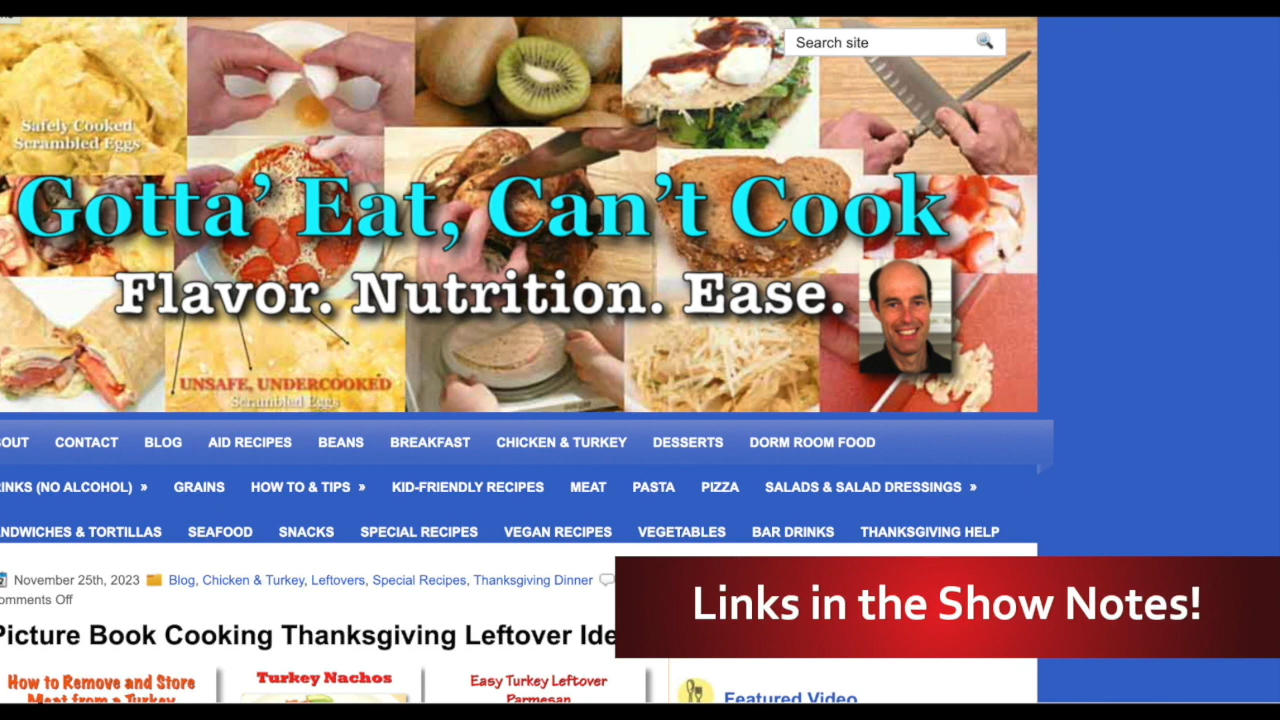 Search site
Safely Cooked
Scrambled Eggs
Gotta' Eat, Can't Cook
Flavor. Nutrition. Ease.
UNSAFE, UNDERCOOKED
Scrambled Eggs
CONTACT BLOG AID RECIPES BEANS BREAKFAST CHICKEN & TURKEY DESSERTS DORM ROOM FOOD
(NO ALCOHOL) » GRAINS HOW TO & TIPS » KID-FRIENDLY RECIPES MEAT PASTA PIZZA SALADS & SALAD DRESSINGS »
& TORTILLAS SEAFOOD SNACKS SPECIAL RECIPES VEGAN RECIPES VEGETABLES BAR DRINKS THANKSGIVING HELP
November 25th, 2023 Blog, Chicken & Turkey, Leftovers, Special Recipes, Thanksgiving Dinner
omments Off
Links in the Show Notes!
Picture Book Cooking Thanksgiving Leftover Ide
How to Remove and Store
Meat from a Turkey
Turkey Nachos
Easy Turkey Leftover
Parmesan
Featured Video